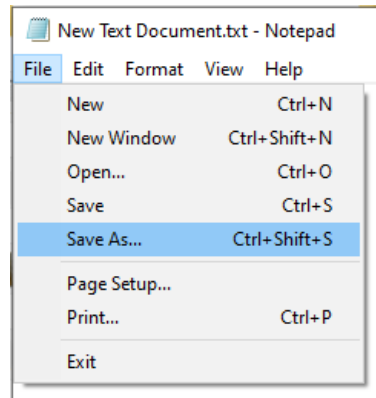 New Text Document.txt - Notepad
File Edit Format View Help
New Ctrl+N
New Window Ctrl+Shift+N
Open... Ctrl+O
Save Ctrl+S
Save As... Ctrl+Shift+S
Page Setup...
Print... Ctrl+P
Exit